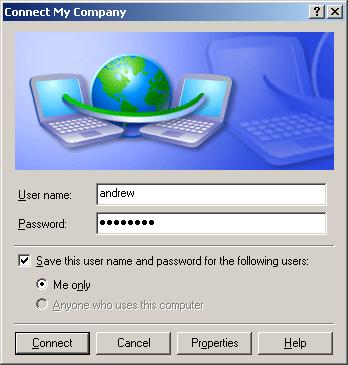 Connect My Company
User name: andrew
Password: ●●●●●●●●
Save this user name and password for the following users:
Me only
Anyone who uses this computer
Connect Cancel Properties Help